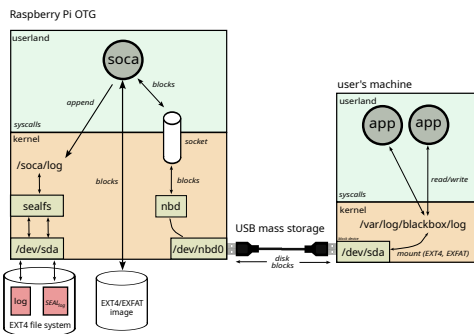 Raspberry Pi OTG
userland
soca
blocks
append
syscalls
kernel
socket
/soca/log
blocks
blocks
sealfs
nbd
/dev/sda
/dev/nbd0
log
SEALlog
EXT4 file system
EXT4/EXFAT
image
USB mass storage
disk
blocks
user's machine
userland
app
app
read/write
syscalls
kernel
/var/log/blackbox/log
/dev/sda
mount (EXT4, EXFAT)